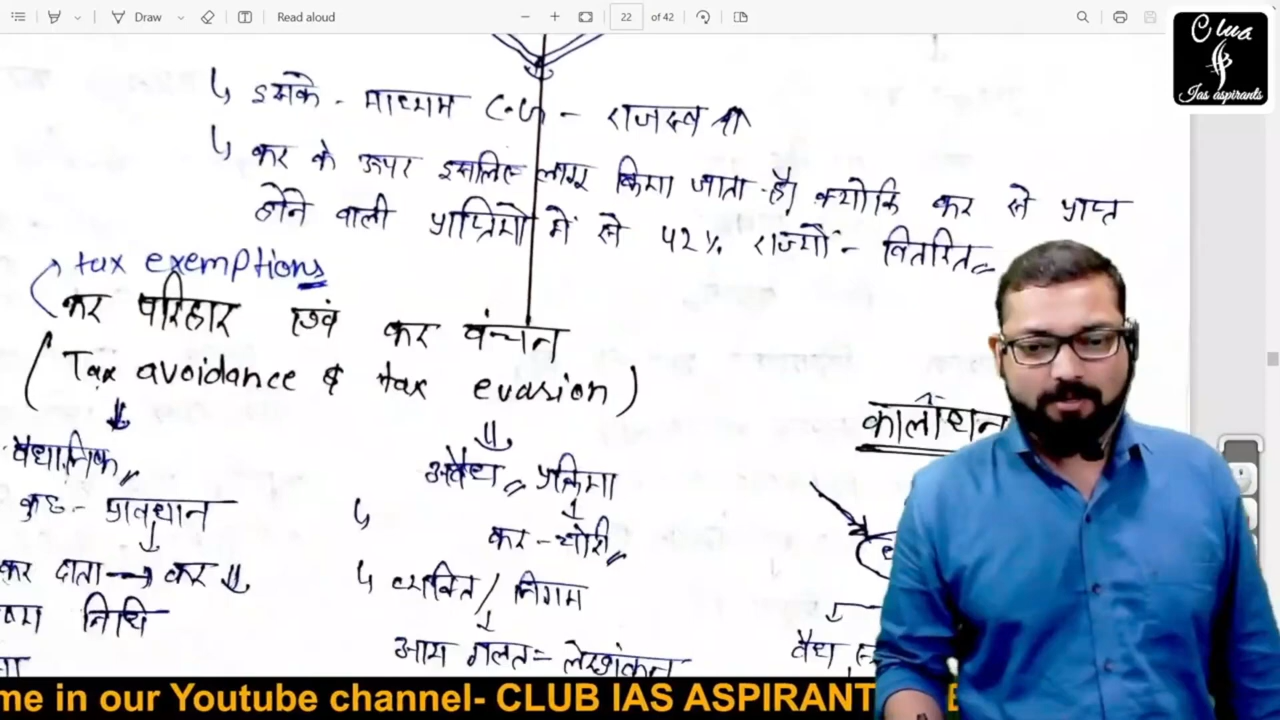 Draw
Read aloud
22 of 42
Club
Ias aspirants
इसके - माध्यम C.G - राजस्व
कर के ऊपर इसलिए लागू किया जाता है, क्योंकि कर से प्राप्त
होने वाली प्राप्तियों में से 42% राज्यों - वितरित
tax exemptions
कर परिहार एवं कर वंचन
(Tax avoidance & tax evasion)
कालाधन
वैधानिक
अवैध प्रक्रिया
कुछ - प्रावधान
कर - चोरी
कर दाता → कर
व्यक्ति / निगम
निधि
आय गलत = लेखांकन
वैध
me in our Youtube channel- CLUB IAS ASPIRANT